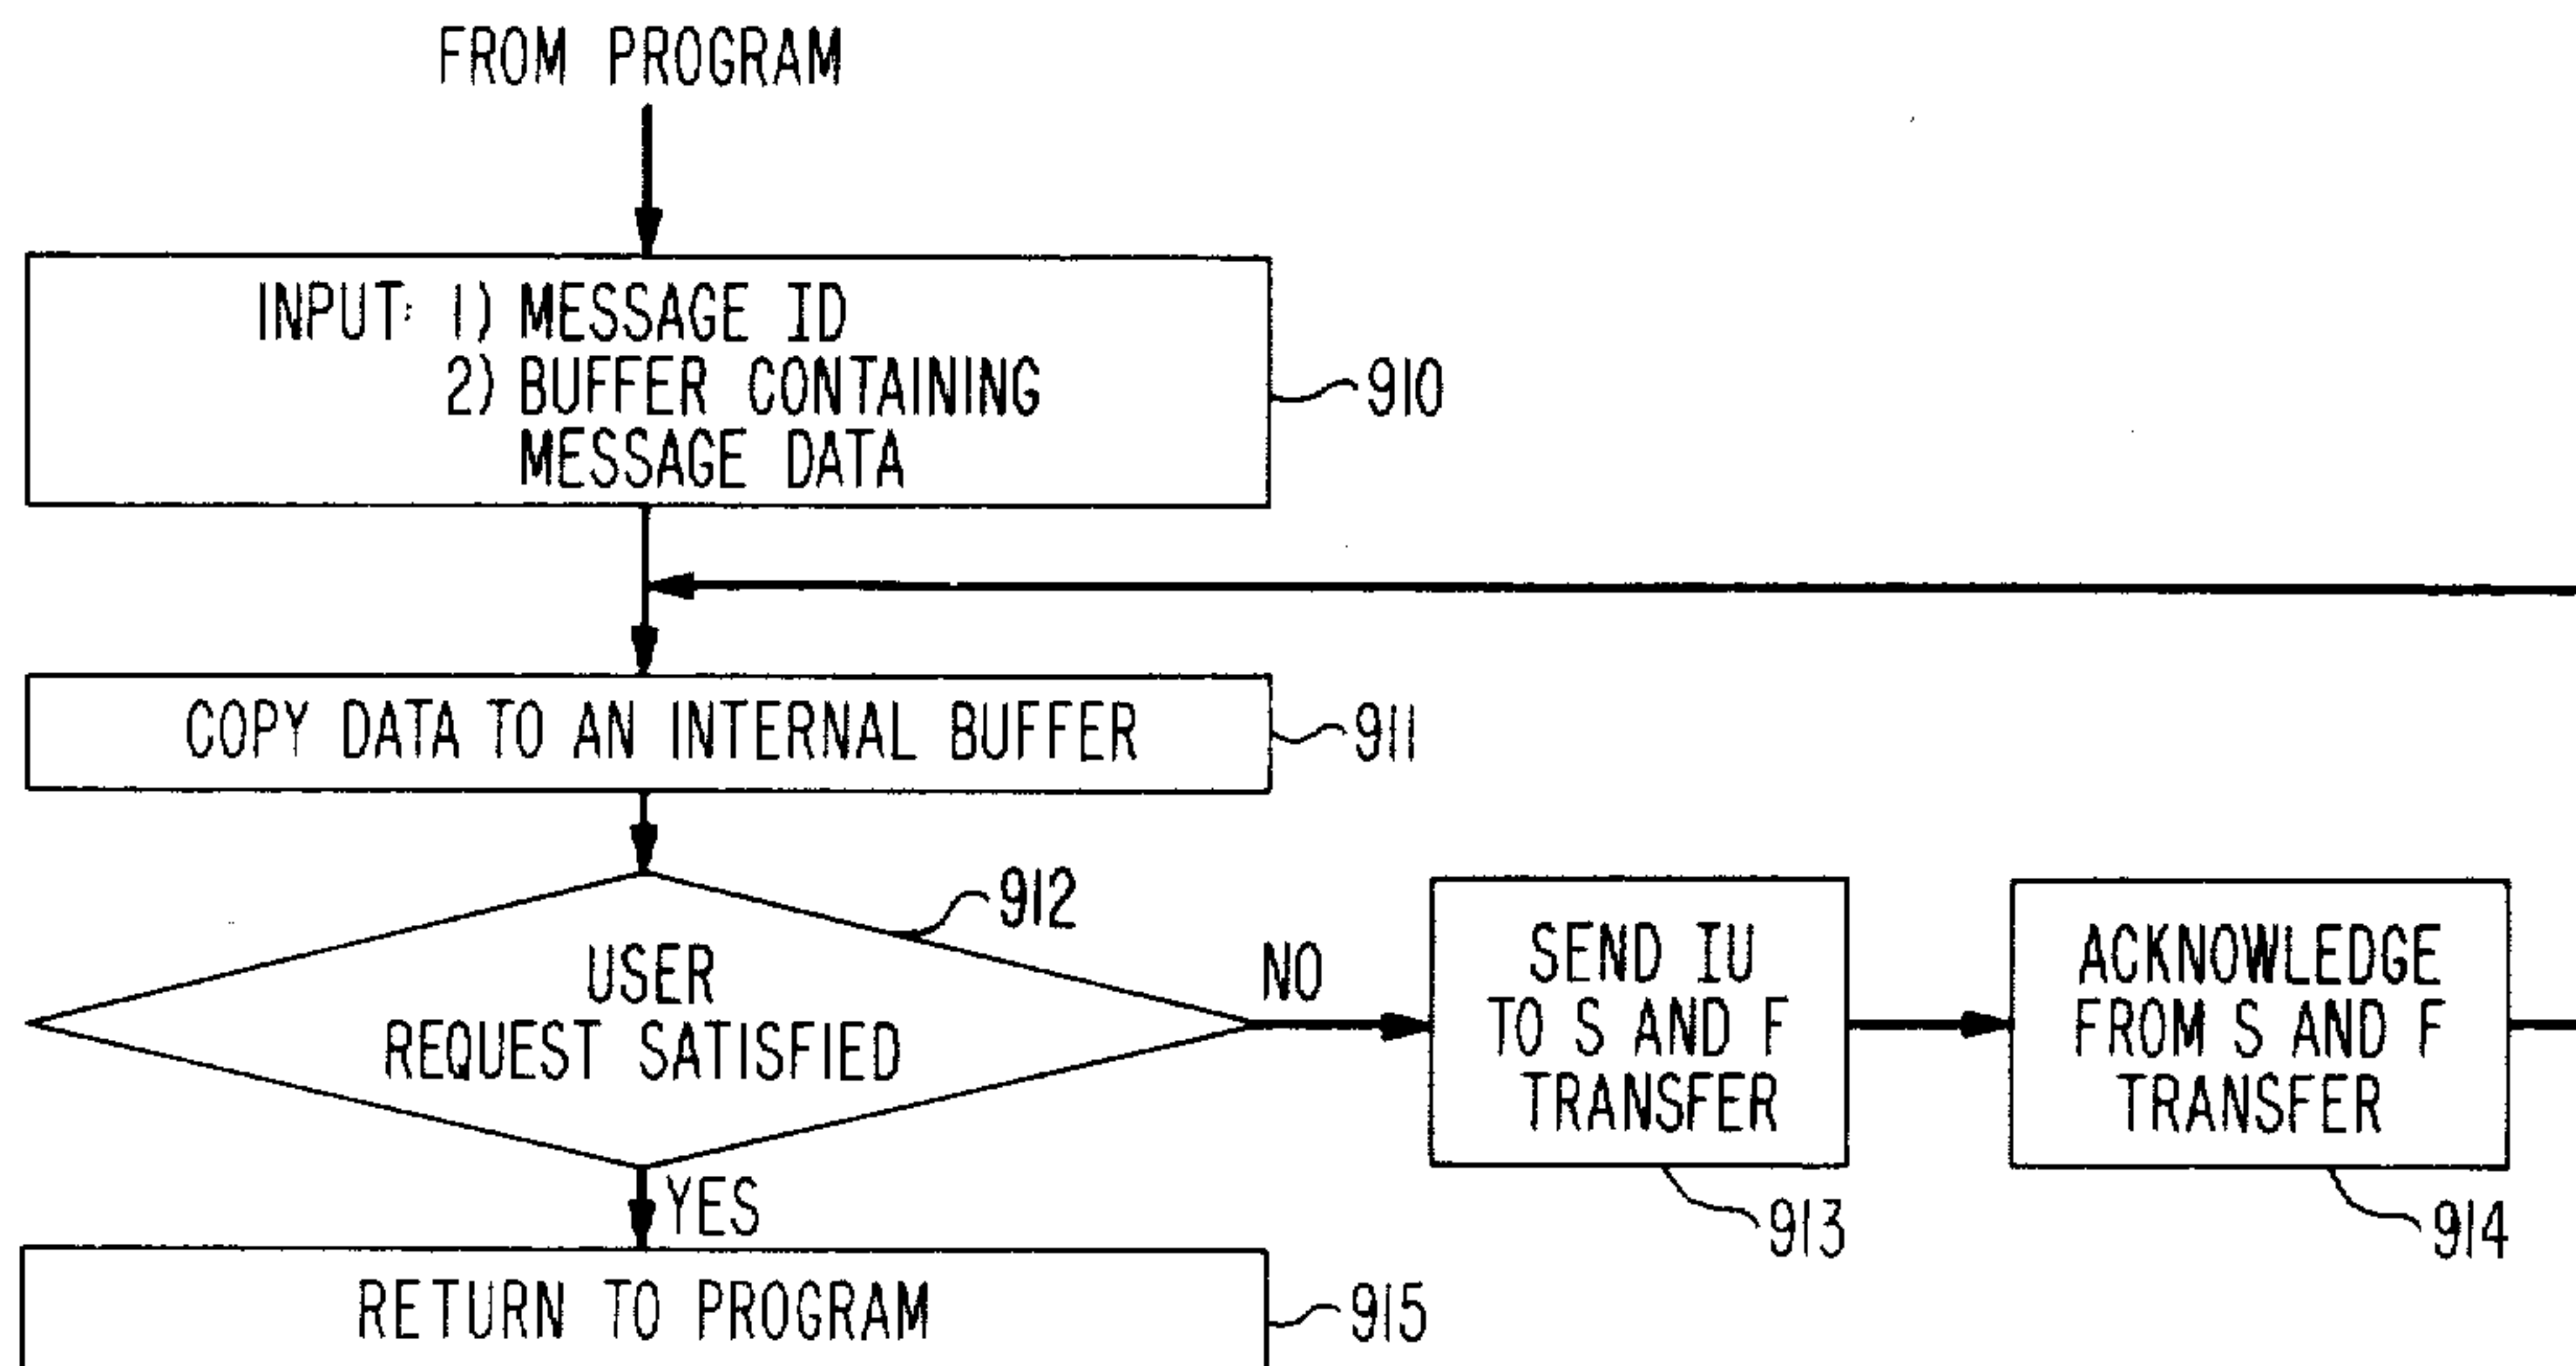 FROM PROGRAM
INPUT: 1) MESSAGE ID
2) BUFFER CONTAINING
MESSAGE DATA
910
COPY DATA TO AN INTERNAL BUFFER
911
912
USER
REQUEST SATISFIED
NO
SEND IU
TO S AND F
TRANSFER
913
ACKNOWLEDGE
FROM S AND F
TRANSFER
914
YES
RETURN TO PROGRAM
915